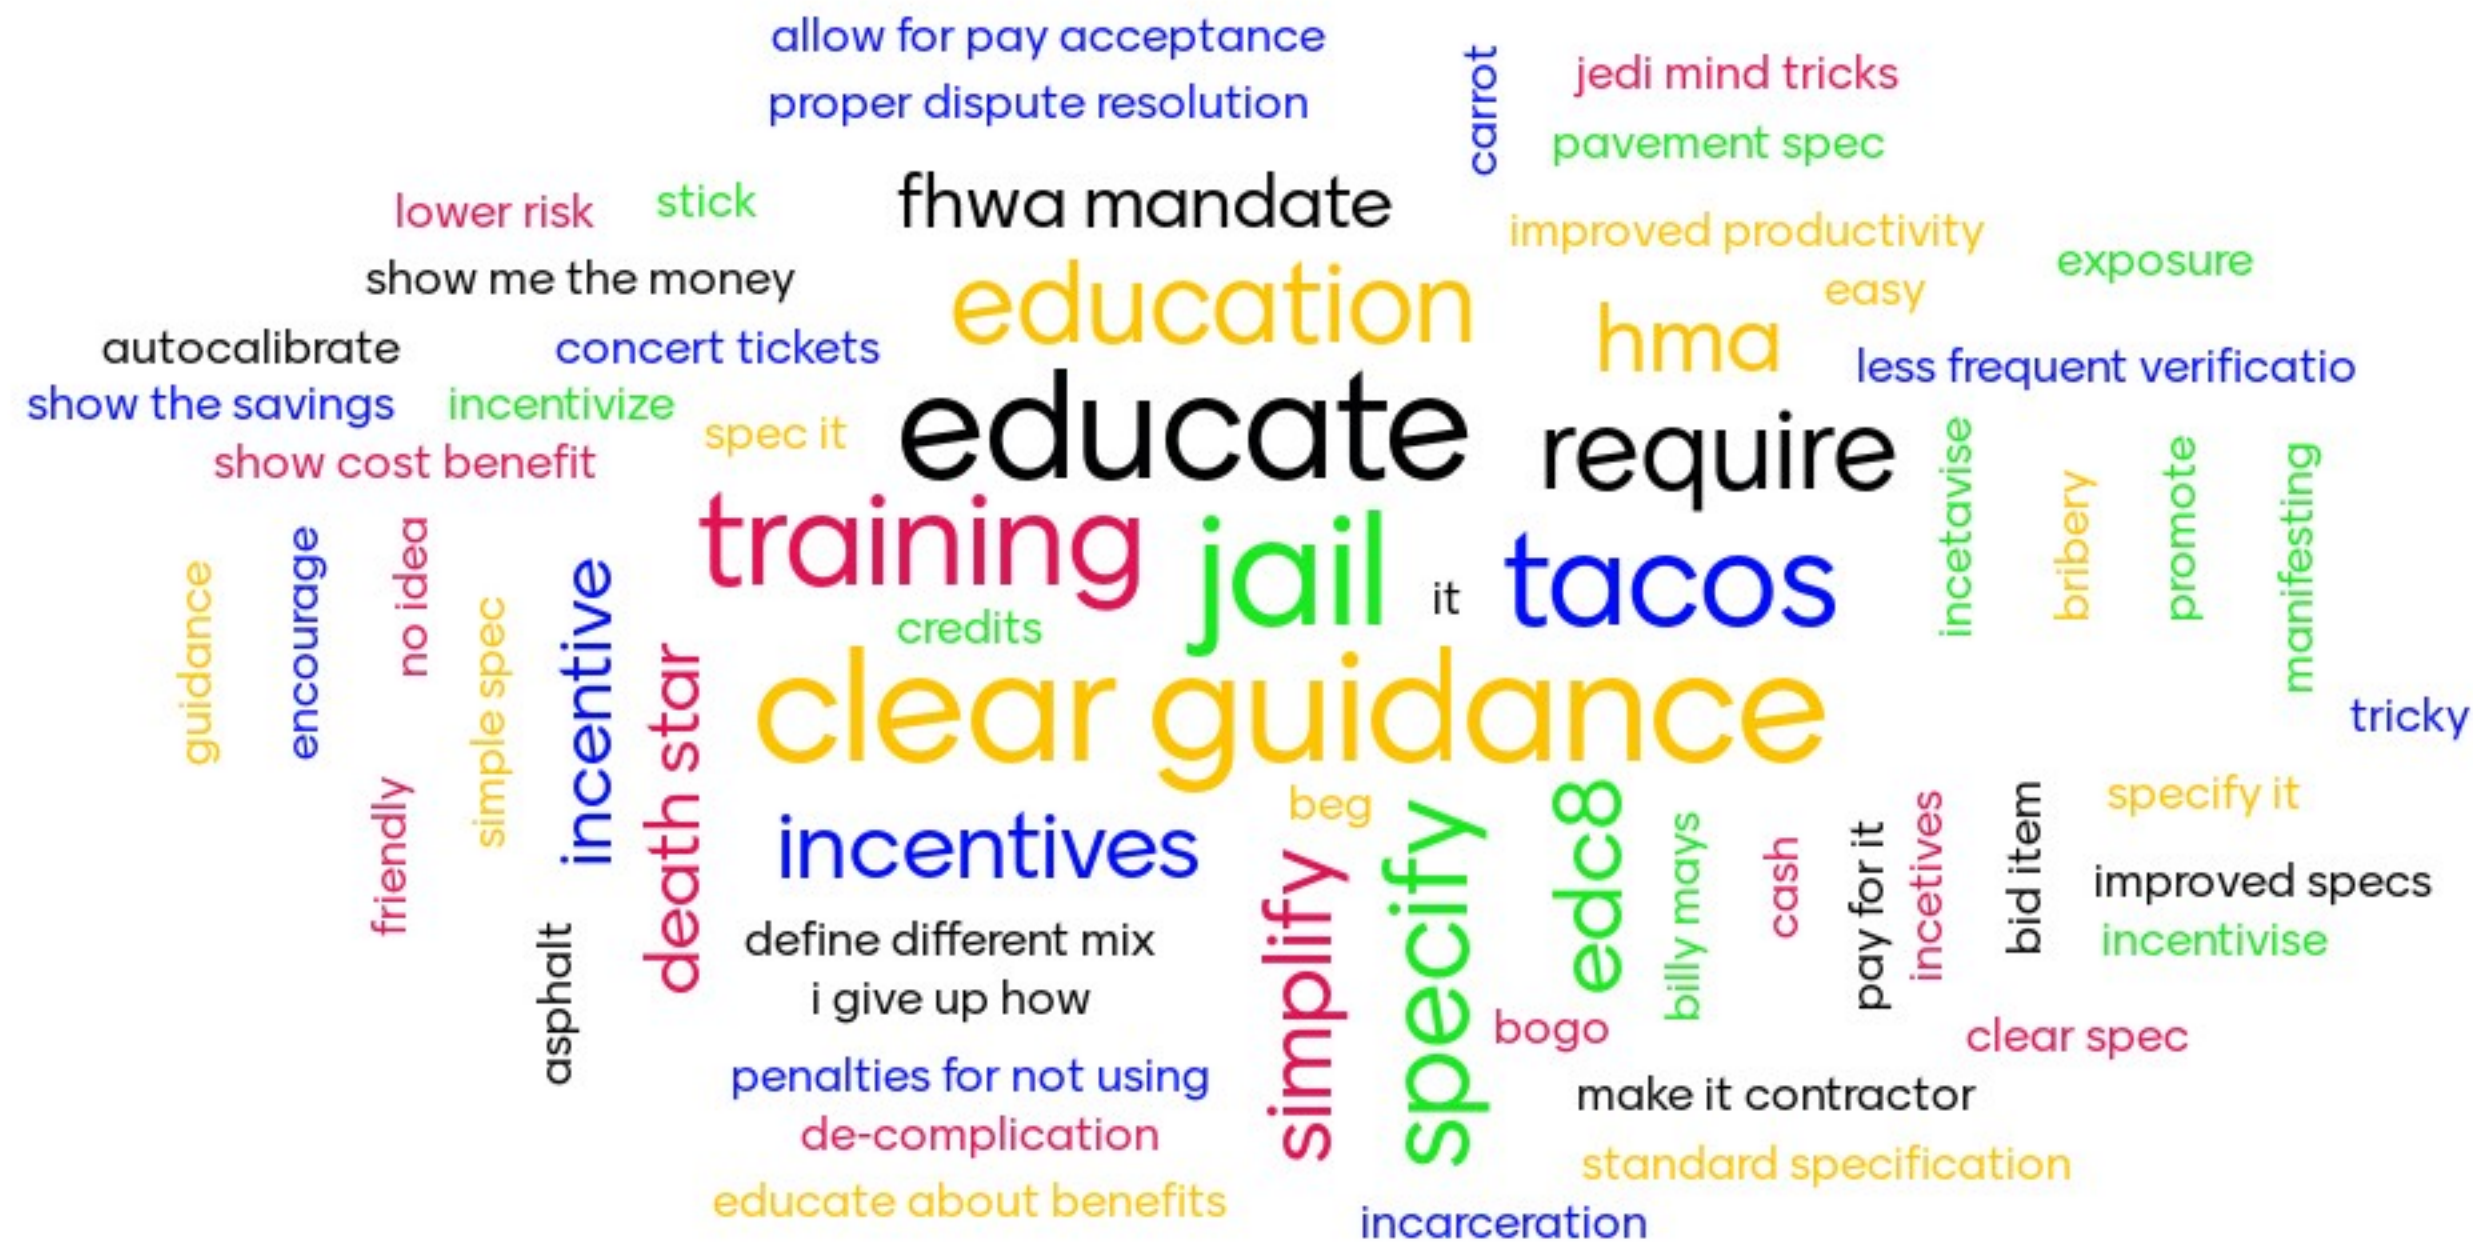 allow for pay acceptance
carrot
jedi mind tricks
proper dispute resolution
pavement spec
lower risk
stick
fhwa mandate
improved productivity
exposure
show me the money
education
easy
hma
autocalibrate
concert tickets
less frequent verificatio
show the savings
incentivize
spec it
educate
require
show cost benefit
training
jail
it
tacos
incetavise
bribery
promote
manifesting
guidance
encourage
no idea
simple spec
incentive
death star
credits
clear guidance
tricky
friendly
incentives
beg
simplify
specify
edc8
billy mays
cash
pay for it
incetives
bid item
specify it
improved specs
incentivise
asphalt
define different mix
i give up how
bogo
clear spec
penalties for not using
make it contractor
de-complication
standard specification
educate about benefits
incarceration